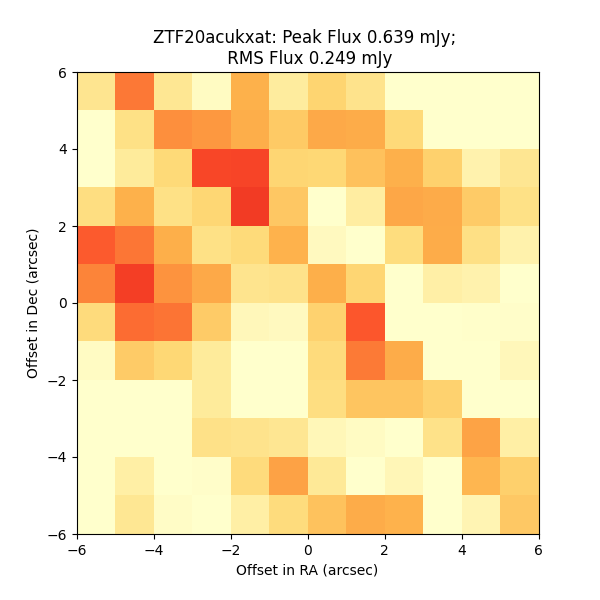 ZTF20acukxat: Peak Flux 0.639 mJy;
RMS Flux 0.249 mJy
6
4
2
0
−2
−4
−6
Offset in Dec (arcsec)
−6 −4 −2 0 2 4 6
Offset in RA (arcsec)